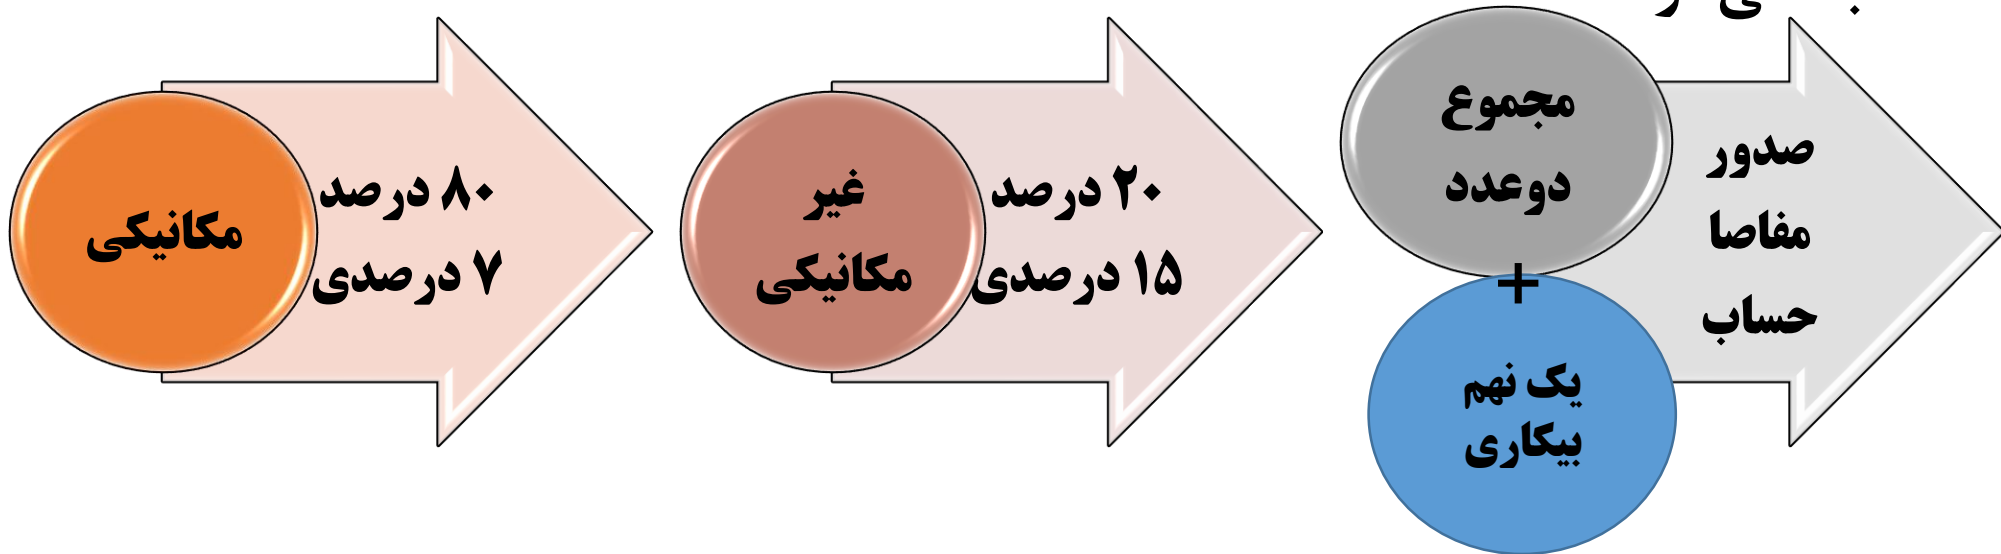 مکانیکی
۸۰ درصد
۷ درصدی
غیر
مکانیکی
۲۰ درصد
۱۵ درصدی
مجموع
دوعدد
+
یک نهم
بیکاری
صدور
مفاصا
حساب